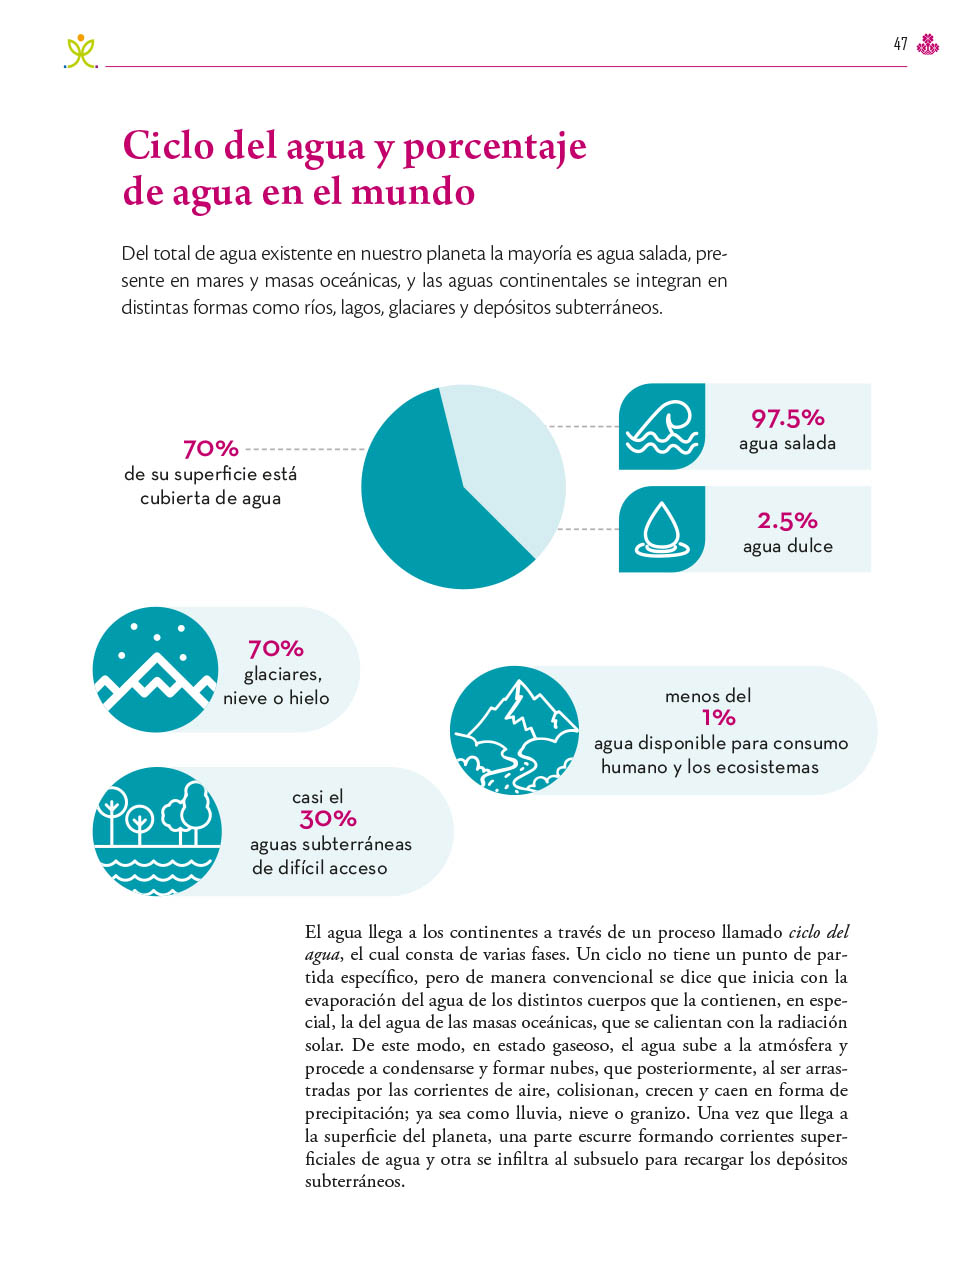 47
Ciclo del agua y porcentaje
de agua en el mundo
Del total de agua existente en nuestro planeta la mayoría es agua salada, pre-
sente en mares y masas oceánicas, y las aguas continentales se integran en
distintas formas como ríos, lagos, glaciares y depósitos subterráneos.
70%
de su superficie está
cubierta de agua
97.5%
agua salada
2.5%
agua dulce
70%
glaciares,
nieve o hielo
menos del
1%
agua disponible para consumo
humano y los ecosistemas
casi el
30%
aguas subterráneas
de difícil acceso
El agua llega a los continentes a través de un proceso llamado ciclo del
agua, el cual consta de varias fases. Un ciclo no tiene un punto de par-
tida específico, pero de manera convencional se dice que inicia con la
evaporación del agua de los distintos cuerpos que la contienen, en espe-
cial, la del agua de las masas oceánicas, que se calientan con la radiación
solar. De este modo, en estado gaseoso, el agua sube a la atmósfera y
procede a condensarse y formar nubes, que posteriormente, al ser arras-
tradas por las corrientes de aire, colisionan, crecen y caen en forma de
precipitación; ya sea como lluvia, nieve o granizo. Una vez que llega a
la superficie del planeta, una parte escurre formando corrientes super-
ficiales de agua y otra se infiltra al subsuelo para recargar los depósitos
subterráneos.